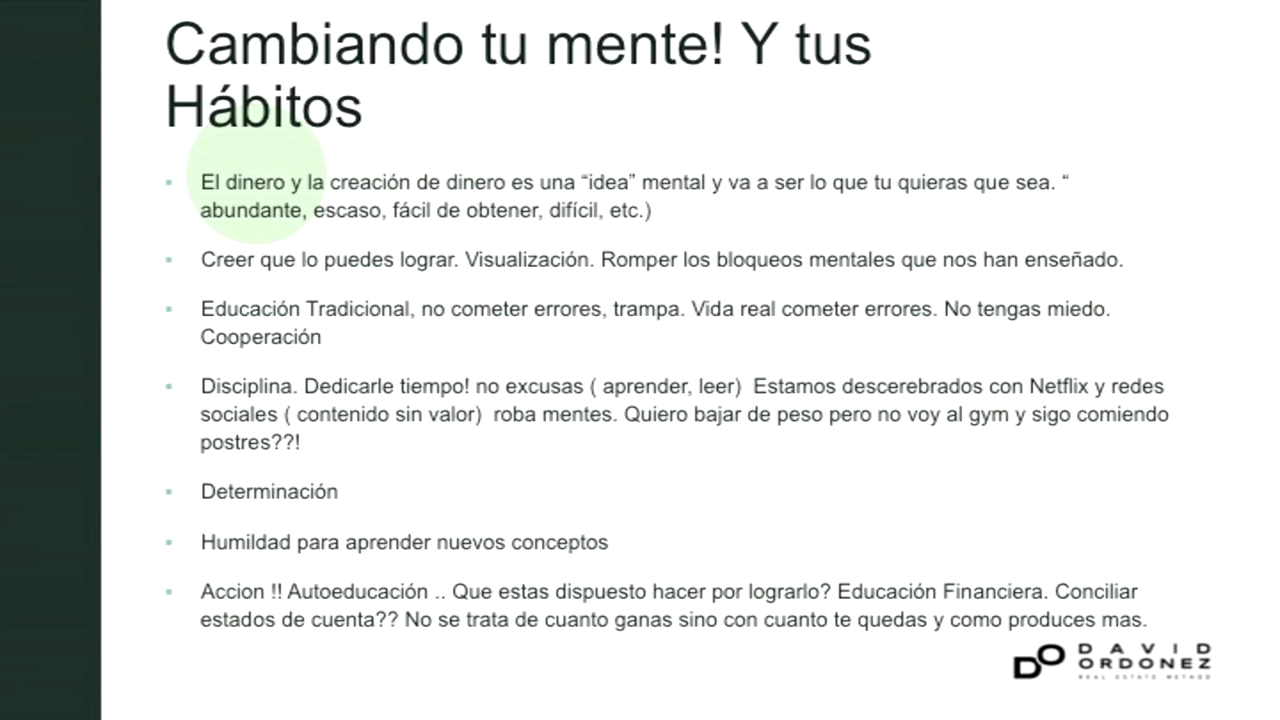 Cambiando tu mente! Y tus
Hábitos
El dinero y la creación de dinero es una “idea” mental y va a ser lo que tu quieras que sea. “
abundante, escaso, fácil de obtener, difícil, etc.)
Creer que lo puedes lograr. Visualización. Romper los bloqueos mentales que nos han enseñado.
Educación Tradicional, no cometer errores, trampa. Vida real cometer errores. No tengas miedo.
Cooperación
Disciplina. Dedicarle tiempo! no excusas ( aprender, leer)  Estamos descerebrados con Netflix y redes
sociales ( contenido sin valor)  roba mentes. Quiero bajar de peso pero no voy al gym y sigo comiendo
postres??!
Determinación
Humildad para aprender nuevos conceptos
Accion !! Autoeducación .. Que estas dispuesto hacer por lograrlo? Educación Financiera. Conciliar
estados de cuenta?? No se trata de cuanto ganas sino con cuanto te quedas y como produces mas.
DO DAVID
ORDONEZ
REAL ESTATE METHOD